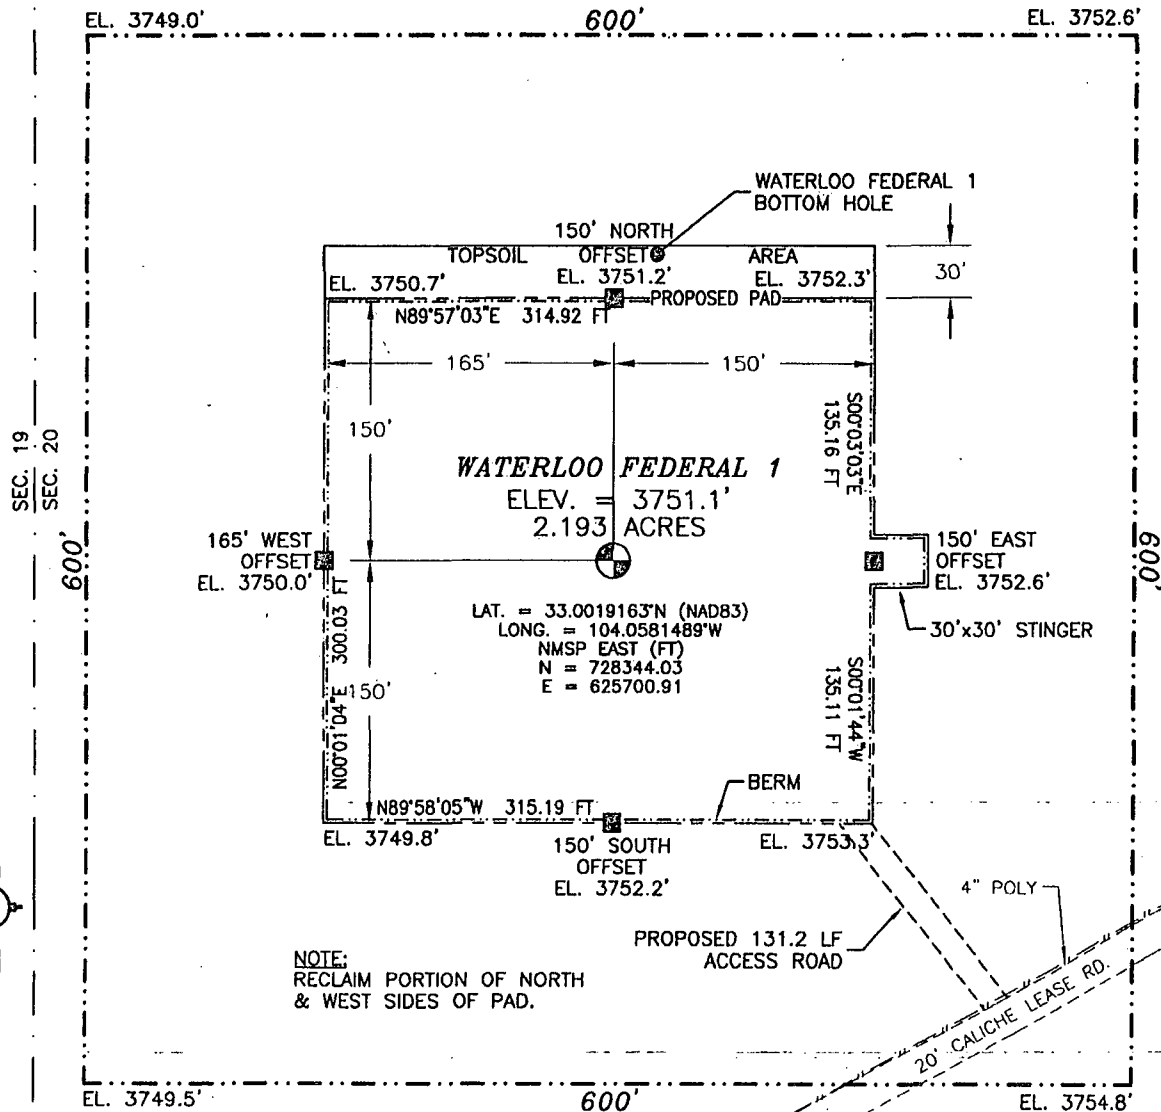 EL. 3749.0'
600'
EL. 3752.6'
WATERLOO FEDERAL 1
BOTTOM HOLE
150' NORTH
TOPSOIL OFFSET AREA
EL. 3751.2'
EL. 3750.7'
EL. 3752.3'
30'
PROPOSED PAD
N89°57'03"E 314.92 FT
165'
150'
150'
S00°03'03"E
135.16 FT
SEC. 19
SEC. 20
WATERLOO FEDERAL 1
ELEV. = 3751.1'
2.193 ACRES
600'
165' WEST
OFFSET
EL. 3750.0'
150' EAST
OFFSET
EL. 3752.6'
600'
30'x30' STINGER
LAT. = 33.0019163°N (NAD83)
LONG. = 104.0581489°W
NMSP EAST (FT)
N = 728344.03
E = 625700.91
N00°01'04"E 300.03 FT
150'
S00°01'44"W
135.11 FT
BERM
N89°58'05"W 315.19 FT
EL. 3749.8'
150' SOUTH
OFFSET
EL. 3752.2'
EL. 3753.3'
4" POLY
PROPOSED 131.2 LF
ACCESS ROAD
NOTE:
RECLAIM PORTION OF NORTH
& WEST SIDES OF PAD.
20' CALICHE LEASE RD.
EL. 3749.5'
600'
EL. 3754.8'